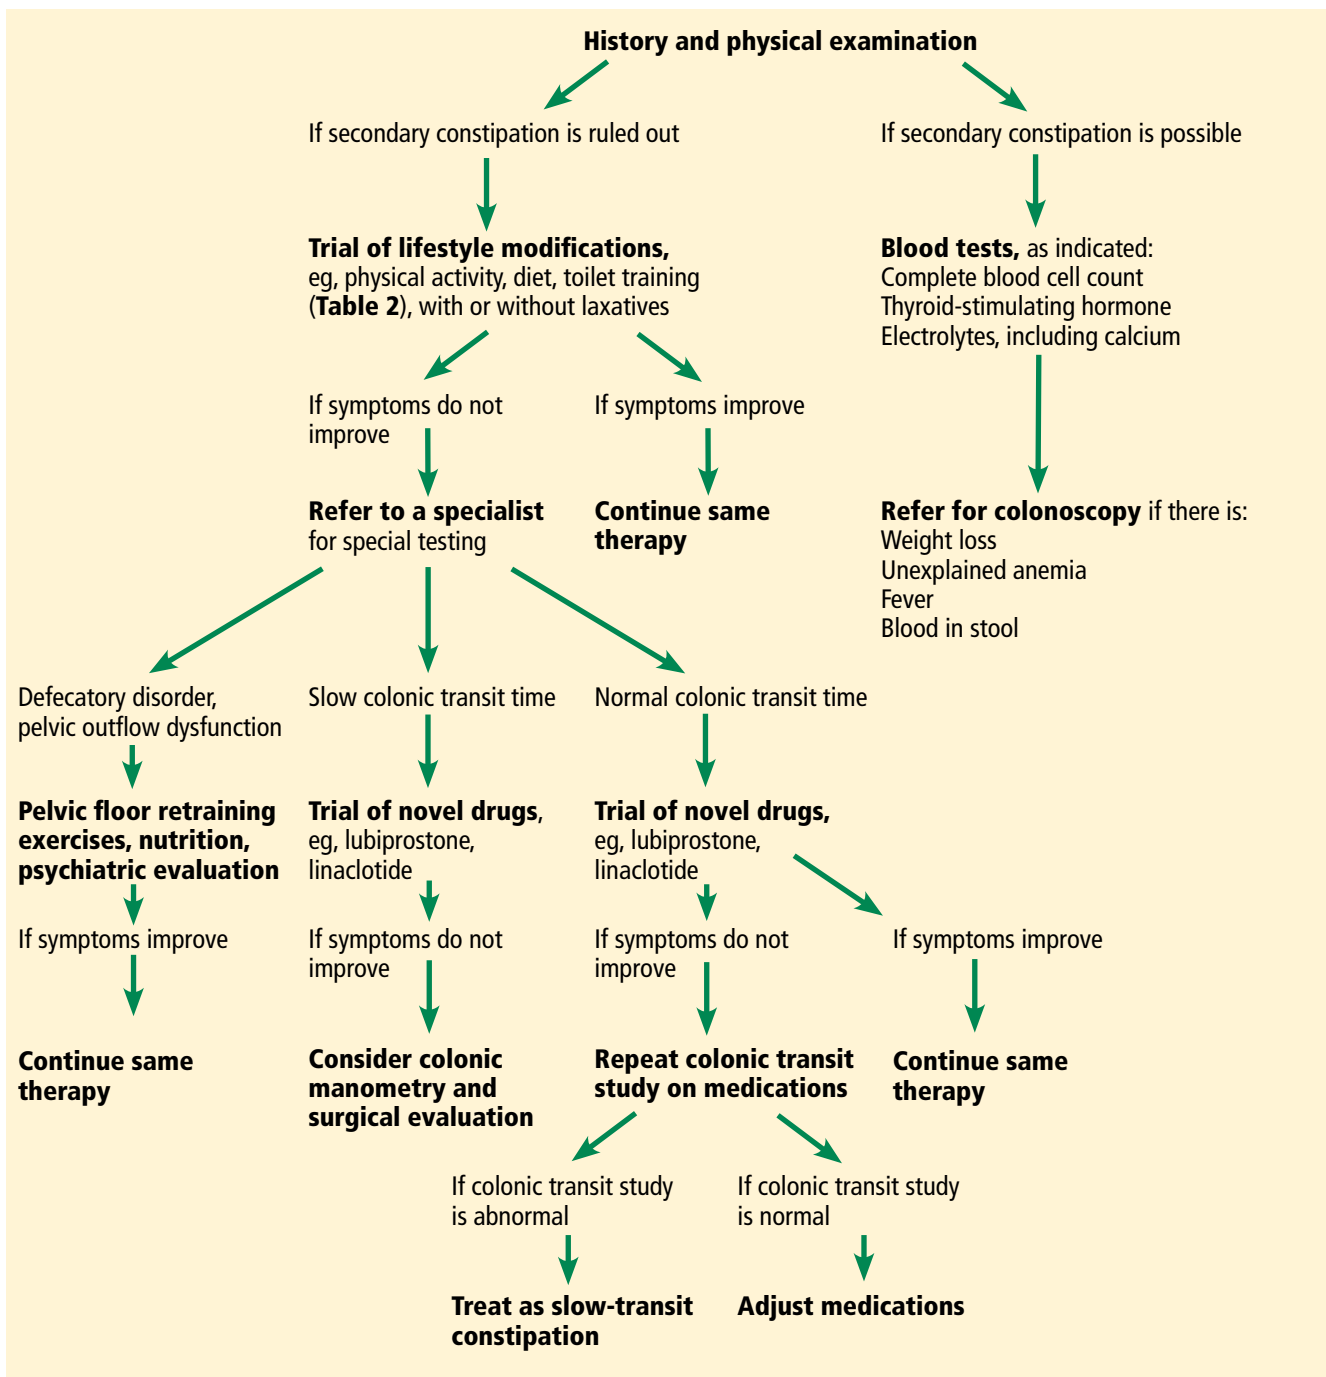 History and physical examination
If secondary constipation is ruled out
If secondary constipation is possible
Trial of lifestyle modifications,
eg, physical activity, diet, toilet training
(Table 2), with or without laxatives
Blood tests, as indicated:
Complete blood cell count
Thyroid-stimulating hormone
Electrolytes, including calcium
If symptoms do not
improve
If symptoms improve
Refer to a specialist
for special testing
Continue same
therapy
Refer for colonoscopy if there is:
Weight loss
Unexplained anemia
Fever
Blood in stool
Defecatory disorder,
pelvic outflow dysfunction
Slow colonic transit time
Normal colonic transit time
Pelvic floor retraining
exercises, nutrition,
psychiatric evaluation
Trial of novel drugs,
eg, lubiprostone,
linaclotide
Trial of novel drugs,
eg, lubiprostone,
linaclotide
If symptoms improve
If symptoms do not
improve
If symptoms do not
improve
If symptoms improve
Continue same
therapy
Consider colonic
manometry and
surgical evaluation
Repeat colonic transit
study on medications
Continue same
therapy
If colonic transit study
is abnormal
If colonic transit study
is normal
Treat as slow-transit
constipation
Adjust medications